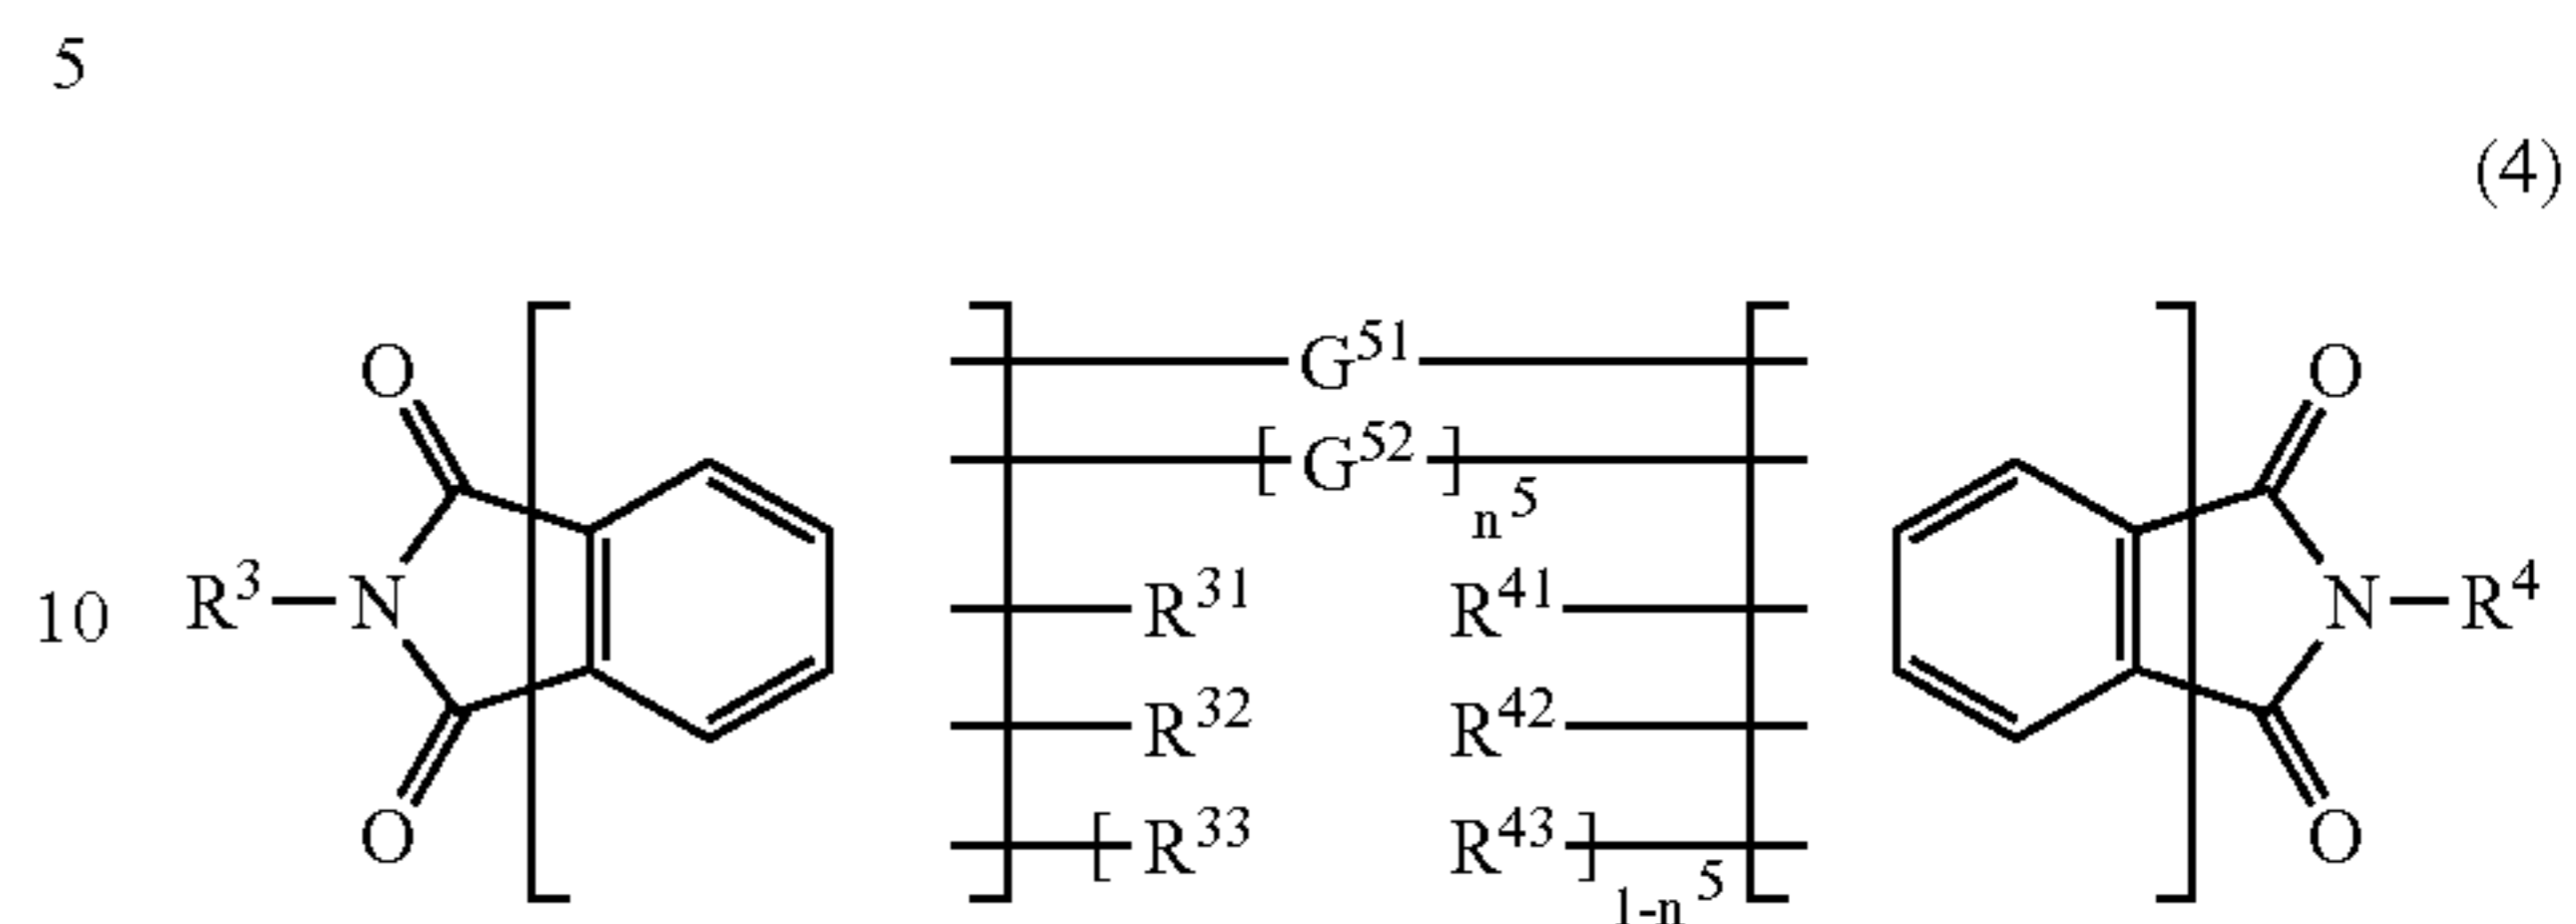 5
(4)
O G⁵¹ O
[G⁵²]n⁵
10 R³—N R³¹ R⁴¹ N—R⁴
R³² R⁴²
O [R³³ R⁴³]1-n⁵ O